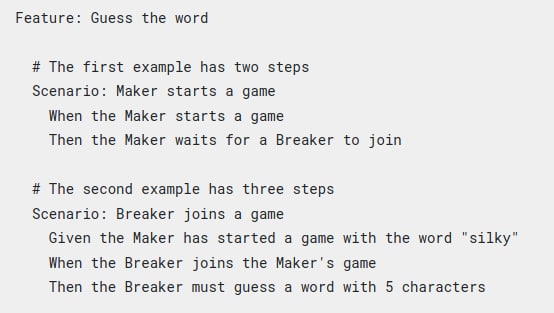 Feature: Guess the word
# The first example has two steps
Scenario: Maker starts a game
When the Maker starts a game
Then the Maker waits for a Breaker to join
# The second example has three steps
Scenario: Breaker joins a game
Given the Maker has started a game with the word "silky"
When the Breaker joins the Maker's game
Then the Breaker must guess a word with 5 characters